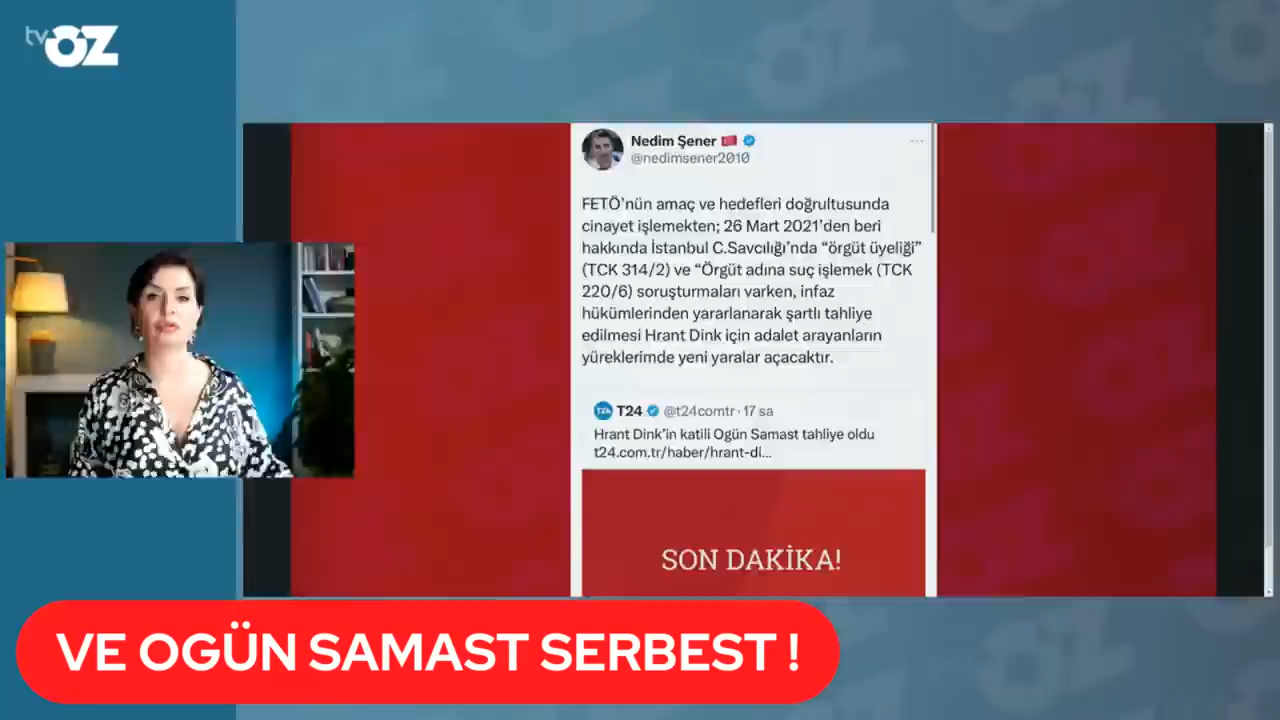 tvÖZ
Nedim Şener
@nedimsener2010
FETÖ'nün amaç ve hedefleri doğrultusunda
cinayet işlemekten; 26 Mart 2021'den beri
hakkında İstanbul C.Savcılığı'nda "örgüt üyeliği"
(TCK 314/2) ve "Örgüt adına suç işlemek (TCK
220/6) soruşturmaları varken, infaz
hükümlerinden yararlanarak şartlı tahliye
edilmesi Hrant Dink için adalet arayanların
yüreklerimde yeni yaralar açacaktır.
T24 @t24comtr · 17 sa
Hrant Dink'in katili Ogün Samast tahliye oldu
t24.com.tr/haber/hrant-di...
SON DAKİKA!
VE OGÜN SAMAST SERBEST !